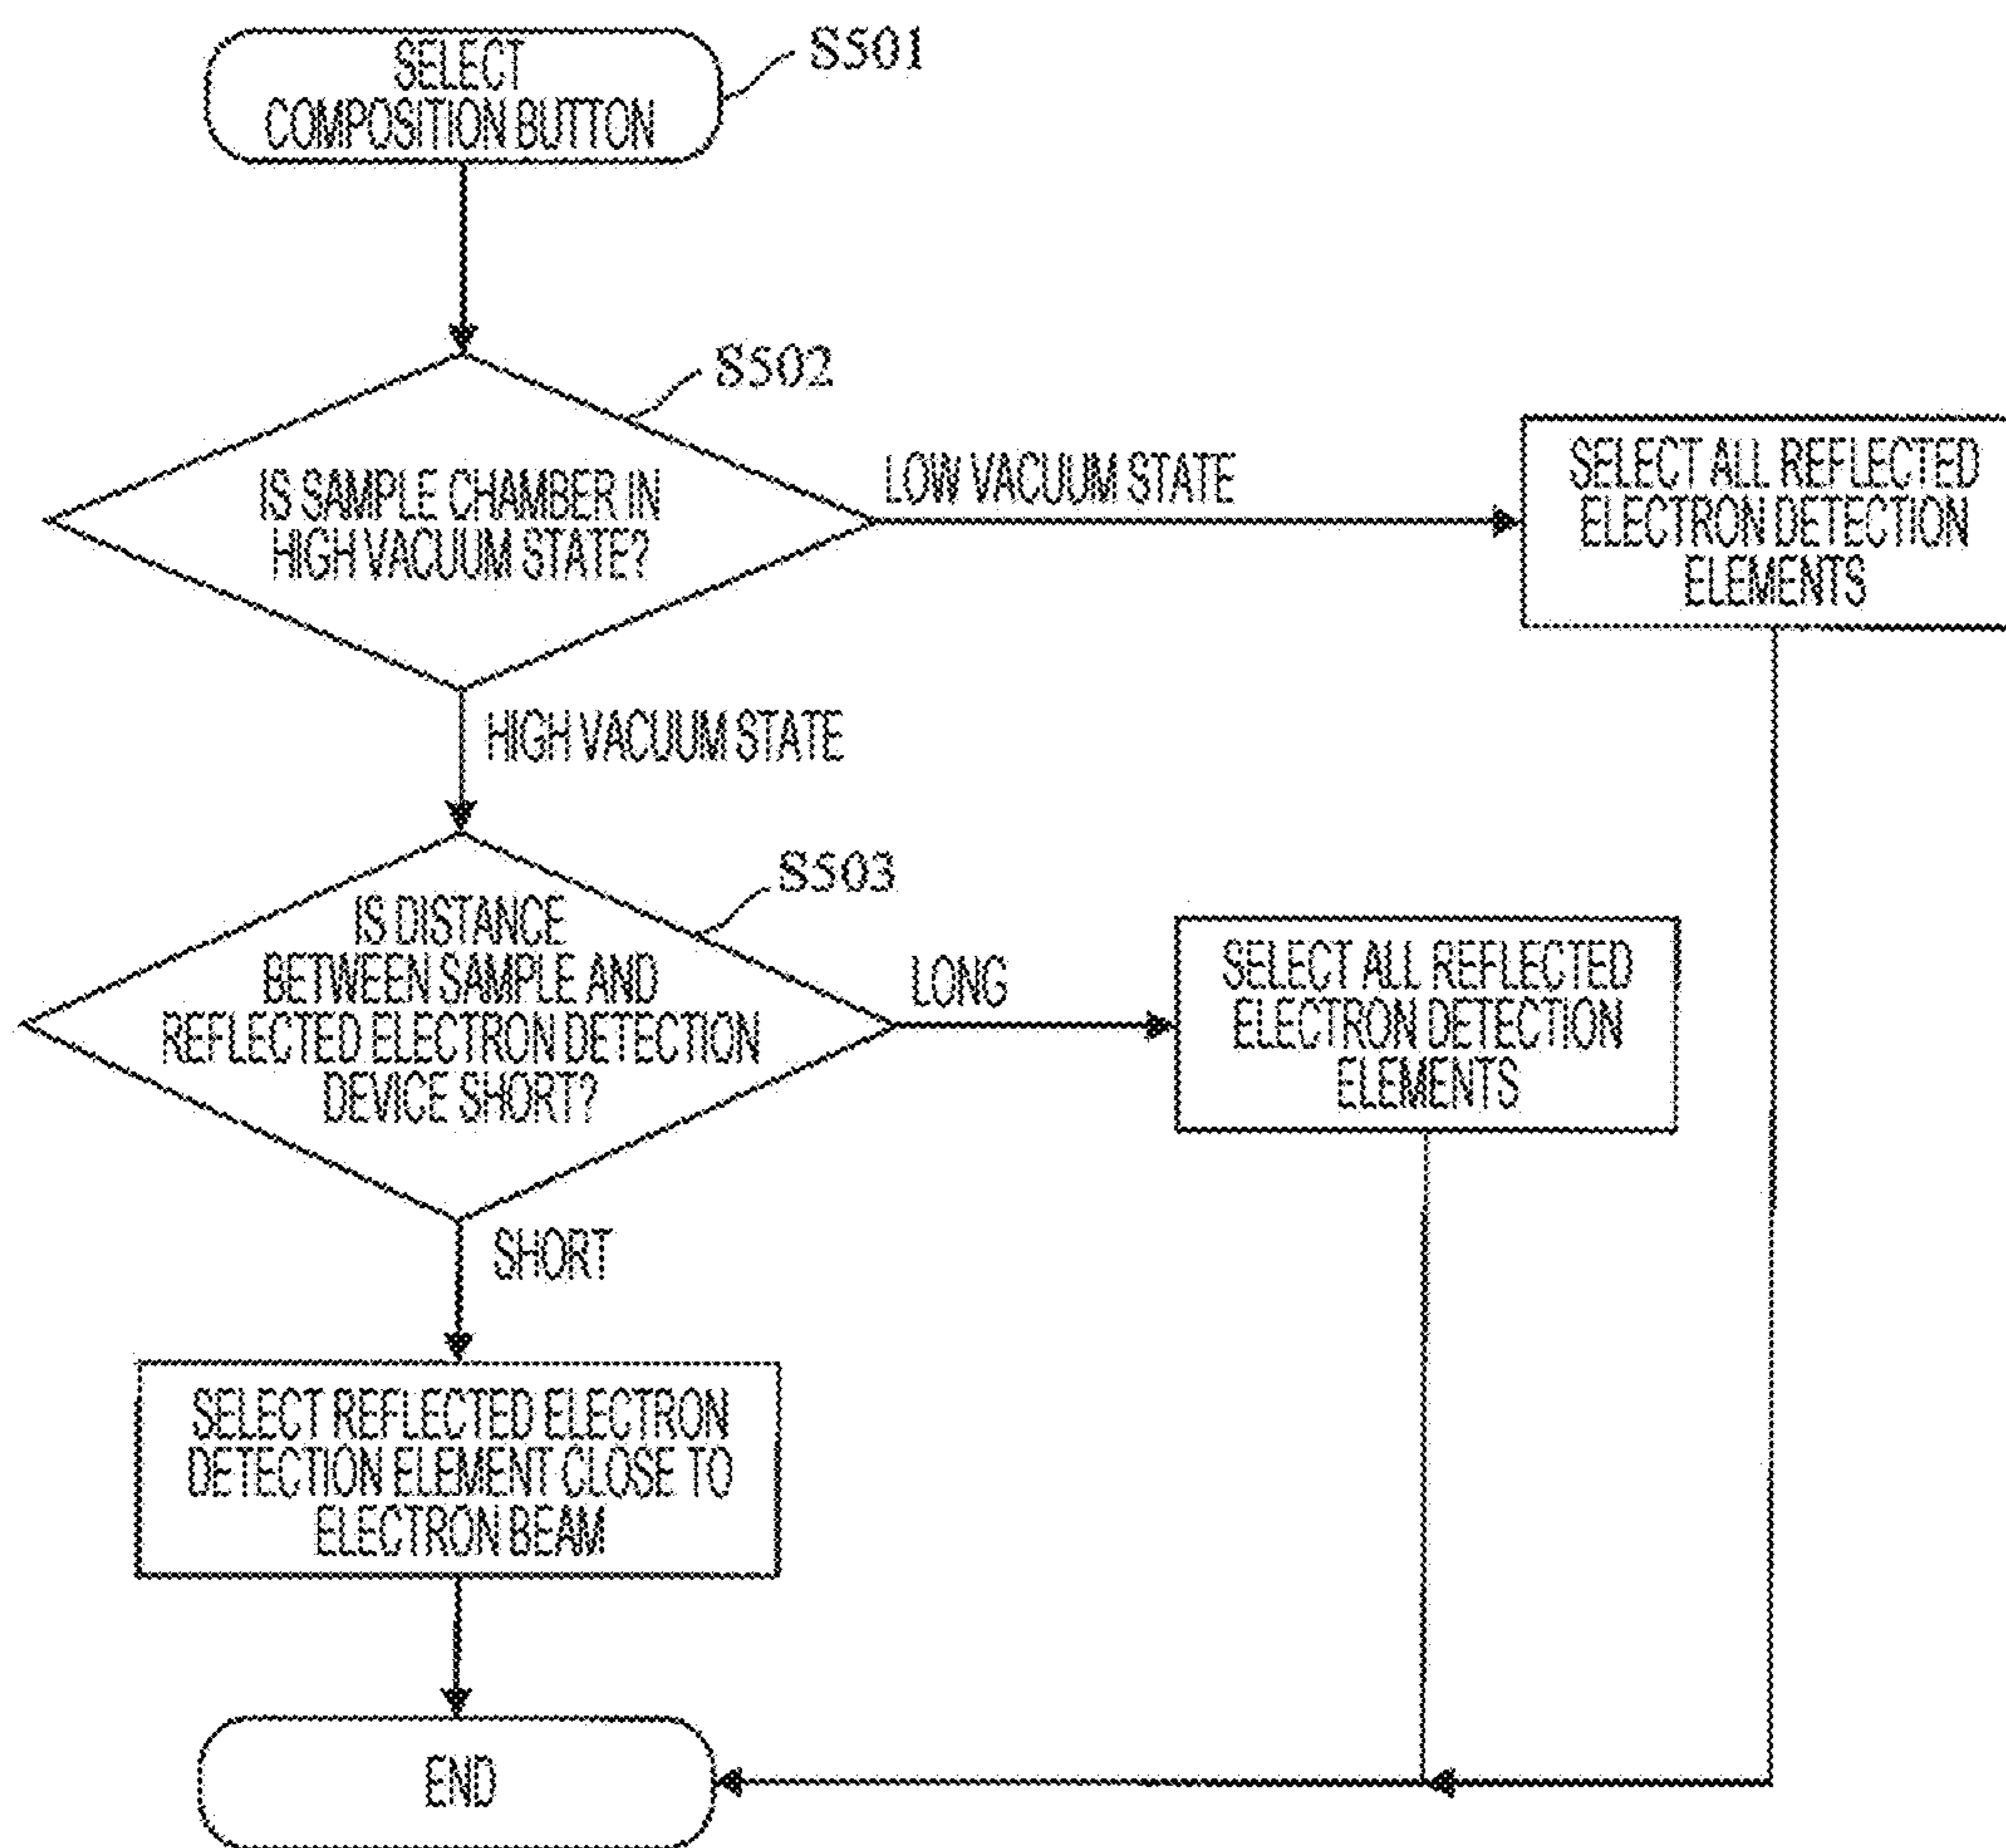 SELECT
COMPOSITION BUTTON
S501
S502
IS SAMPLE CHAMBER IN
HIGH VACUUM STATE?
LOW VACUUM STATE
SELECT ALL REFLECTED
ELECTRON DETECTION
ELEMENTS
HIGH VACUUM STATE
S503
IS DISTANCE
BETWEEN SAMPLE AND
REFLECTED ELECTRON DETECTION
DEVICE SHORT?
LONG
SELECT ALL REFLECTED
ELECTRON DETECTION
ELEMENTS
SHORT
SELECT REFLECTED ELECTRON
DETECTION ELEMENT CLOSE TO
ELECTRON BEAM
END